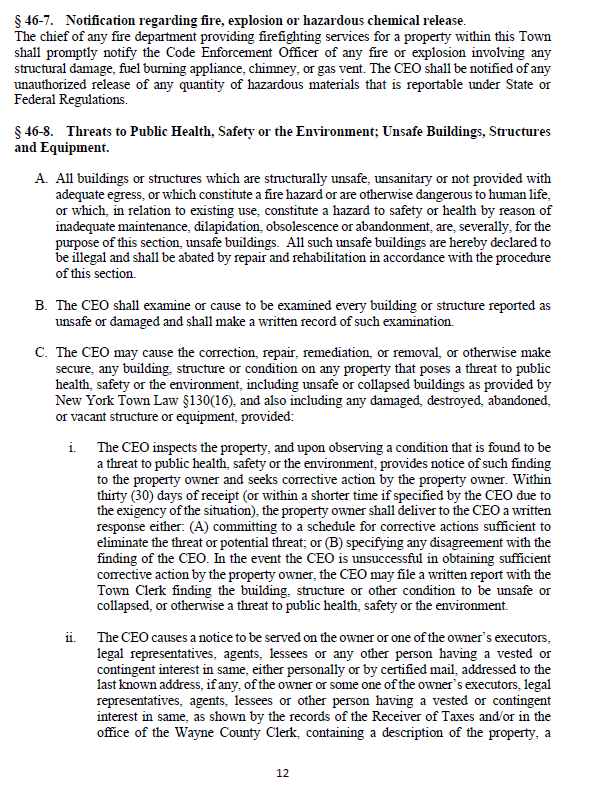 § 46-7. Notification regarding fire, explosion or hazardous chemical release.
The chief of any fire department providing firefighting services for a property within this Town
shall promptly notify the Code Enforcement Officer of any fire or explosion involving any
structural damage, fuel burning appliance, chimney, or gas vent. The CEO shall be notified of any
unauthorized release of any quantity of hazardous materials that is reportable under State or
Federal Regulations.
§ 46-8. Threats to Public Health, Safety or the Environment; Unsafe Buildings, Structures
and Equipment.
A. All buildings or structures which are structurally unsafe, unsanitary or not provided with
adequate egress, or which constitute a fire hazard or are otherwise dangerous to human life,
or which, in relation to existing use, constitute a hazard to safety or health by reason of
inadequate maintenance, dilapidation, obsolescence or abandonment, are, severally, for the
purpose of this section, unsafe buildings. All such unsafe buildings are hereby declared to
be illegal and shall be abated by repair and rehabilitation in accordance with the procedure
of this section.
B. The CEO shall examine or cause to be examined every building or structure reported as
unsafe or damaged and shall make a written record of such examination.
C. The CEO may cause the correction, repair, remediation, or removal, or otherwise make
secure, any building, structure or condition on any property that poses a threat to public
health, safety or the environment, including unsafe or collapsed buildings as provided by
New York Town Law §130(16), and also including any damaged, destroyed, abandoned,
or vacant structure or equipment, provided:
i. The CEO inspects the property, and upon observing a condition that is found to be
a threat to public health, safety or the environment, provides notice of such finding
to the property owner and seeks corrective action by the property owner. Within
thirty (30) days of receipt (or within a shorter time if specified by the CEO due to
the exigency of the situation), the property owner shall deliver to the CEO a written
response either: (A) committing to a schedule for corrective actions sufficient to
eliminate the threat or potential threat; or (B) specifying any disagreement with the
finding of the CEO. In the event the CEO is unsuccessful in obtaining sufficient
corrective action by the property owner, the CEO may file a written report with the
Town Clerk finding the building, structure or other condition to be unsafe or
collapsed, or otherwise a threat to public health, safety or the environment.
ii. The CEO causes a notice to be served on the owner or one of the owner's executors,
legal representatives, agents, lessees or any other person having a vested or
contingent interest in same, either personally or by certified mail, addressed to the
last known address, if any, of the owner or some one of the owner's executors, legal
representatives, agents, lessees or other person having a vested or contingent
interest in same, as shown by the records of the Receiver of Taxes and/or in the
office of the Wayne County Clerk, containing a description of the property, a
12